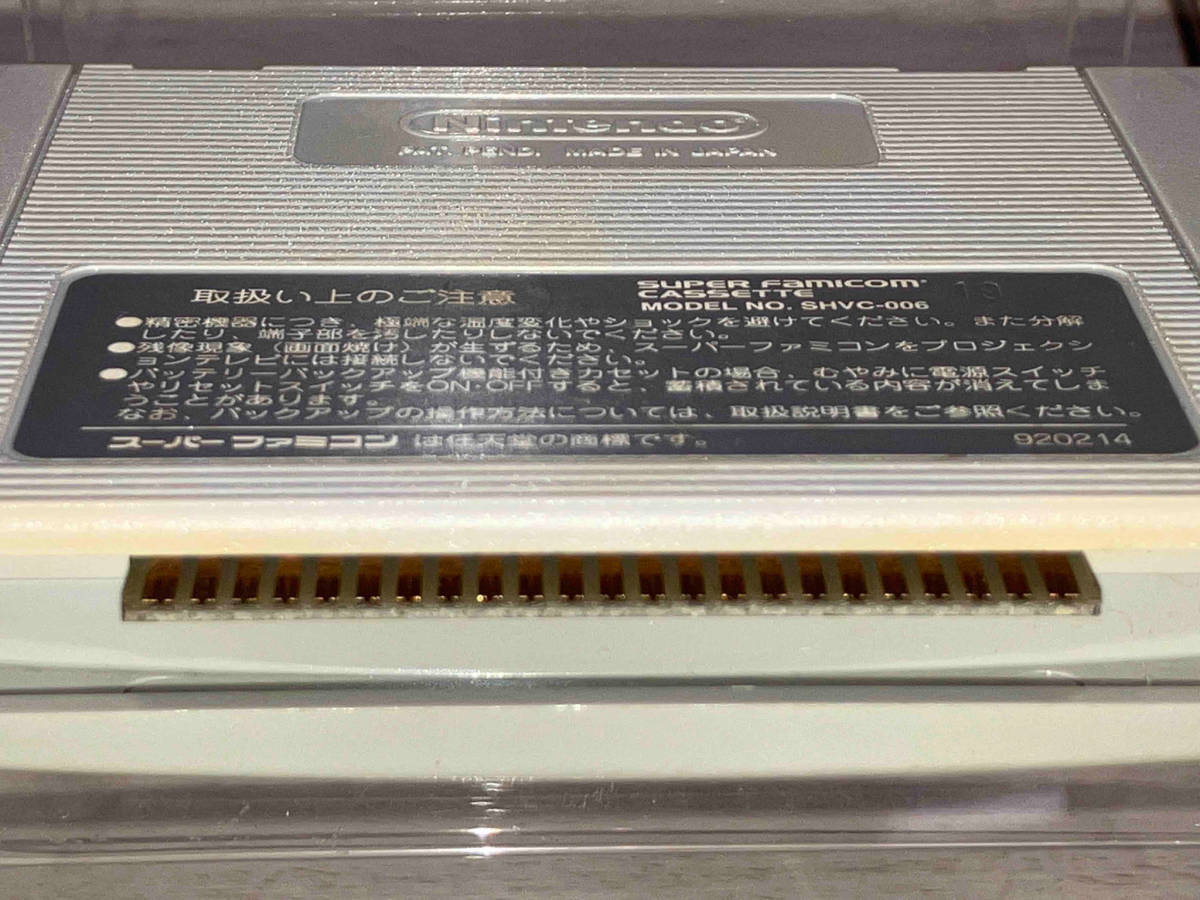 Nintendo
PAT. PEND. MADE IN JAPAN
取扱い上のご注意
SUPER Famicom
CASSETTE
MODEL NO. SHVC-006
●精密機器につき、極端な温度変化やショックを避けてください。また分解
したり、端子部を汚したりしないでください。
●残像現象(画面焼け)が生ずるため、スーパーファミコンをプロジェクシ
ョンテレビには接続しないでください。
●バッテリーバックアップ機能付きカセットの場合、むやみに電源スイッチ
やリセットスイッチをON・OFFすると、蓄積されている内容が消えてしま
うことがあります。
なお、バックアップの操作方法については、取扱説明書をご参照ください。
スーパーファミコン は任天堂の商標です。
920214